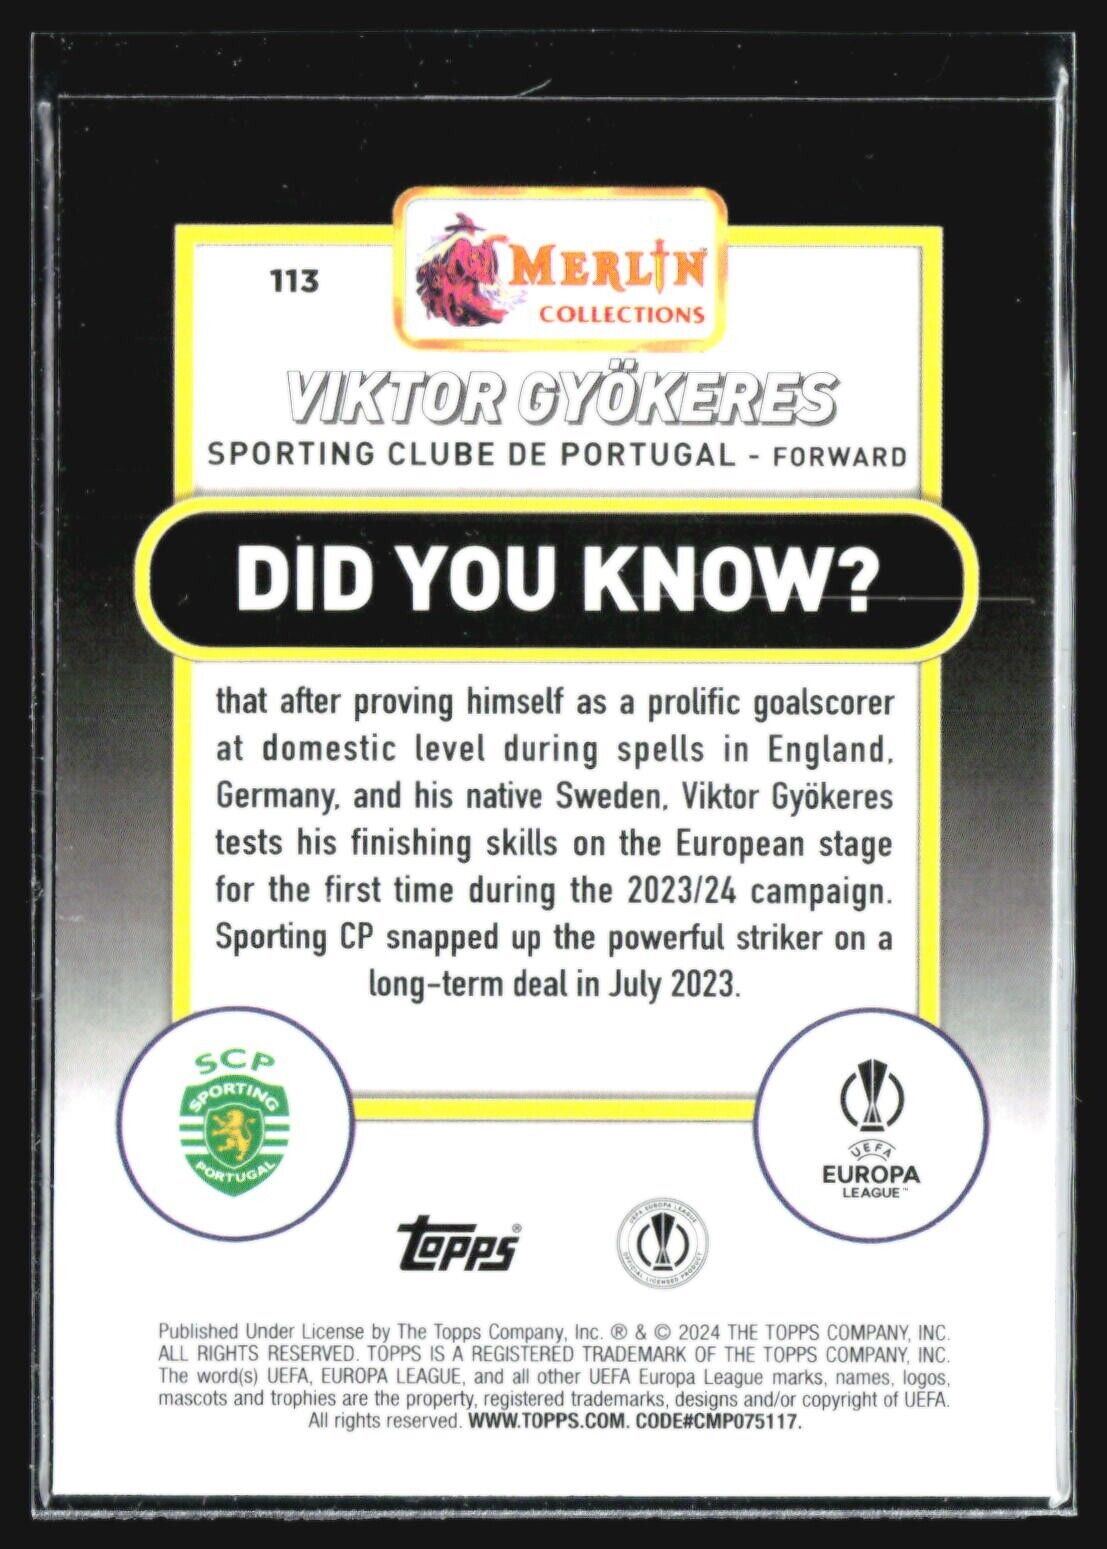 113
MERLIN
COLLECTIONS
VIKTOR GYÖKERES
SPORTING CLUBE DE PORTUGAL - FORWARD
DID YOU KNOW?
that after proving himself as a prolific goalscorer
at domestic level during spells in England,
Germany, and his native Sweden, Viktor Gyökeres
tests his finishing skills on the European stage
for the first time during the 2023/24 campaign.
Sporting CP snapped up the powerful striker on a
long-term deal in July 2023.
SCP
SPORTING
PORTUGAL
UEFA
EUROPA
LEAGUE™
Topps®
UEFA EUROPA LEAGUE
OFFICIAL LICENSED PRODUCT
Published Under License by The Topps Company, Inc. ® & © 2024 THE TOPPS COMPANY, INC.
ALL RIGHTS RESERVED. TOPPS IS A REGISTERED TRADEMARK OF THE TOPPS COMPANY, INC.
The word(s) UEFA, EUROPA LEAGUE, and all other UEFA Europa League marks, names, logos,
mascots and trophies are the property, registered trademarks, designs and/or copyright of UEFA.
All rights reserved. WWW.TOPPS.COM. CODE#CMP075117.